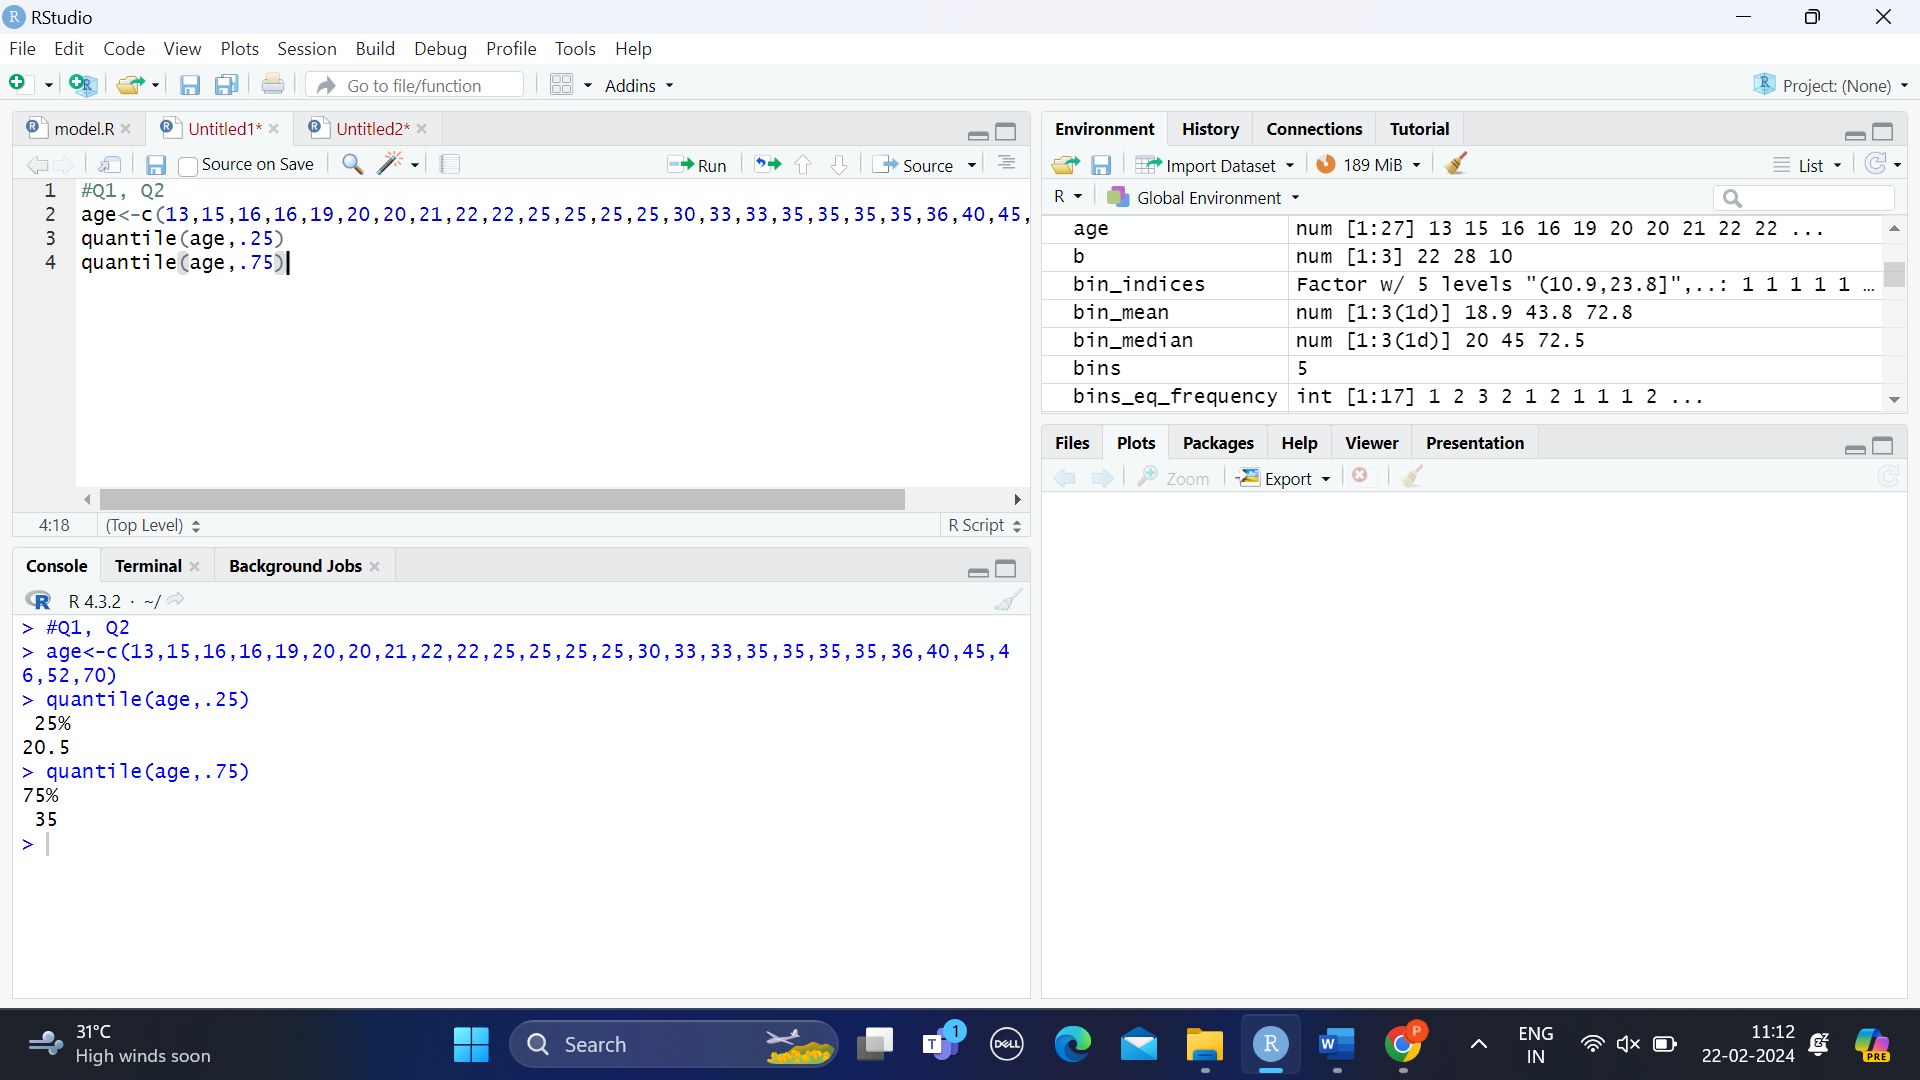 RStudio
File Edit Code View Plots Session Build Debug Profile Tools Help
Go to file/function Addins Project: (None)
model.R Untitled1* Untitled2*
Source on Save Run Source
1 #Q1, Q2
2 age<-c(13,15,16,16,19,20,20,21,22,22,25,25,25,25,30,33,33,35,35,35,35,36,40,45,
3 quantile(age,.25)
4 quantile(age,.75)
4:18 (Top Level) R Script
Console Terminal Background Jobs
R 4.3.2 · ~/
> #Q1, Q2
> age<-c(13,15,16,16,19,20,20,21,22,22,25,25,25,25,30,33,33,35,35,35,35,36,40,45,4
6,52,70)
> quantile(age,.25)
25%
20.5
> quantile(age,.75)
75%
35
>
Environment History Connections Tutorial
Import Dataset 189 MiB List
R Global Environment
age num [1:27] 13 15 16 16 19 20 20 21 22 22 ...
b num [1:3] 22 28 10
bin_indices Factor w/ 5 levels "(10.9,23.8]",..: 1 1 1 1 1 …
bin_mean num [1:3(1d)] 18.9 43.8 72.8
bin_median num [1:3(1d)] 20 45 72.5
bins 5
bins_eq_frequency int [1:17] 1 2 3 2 1 2 1 1 1 2 ...
Files Plots Packages Help Viewer Presentation
Zoom Export
31°C
High winds soon
Search
1
DELL
P
ENG
IN
11:12
22-02-2024
PRE